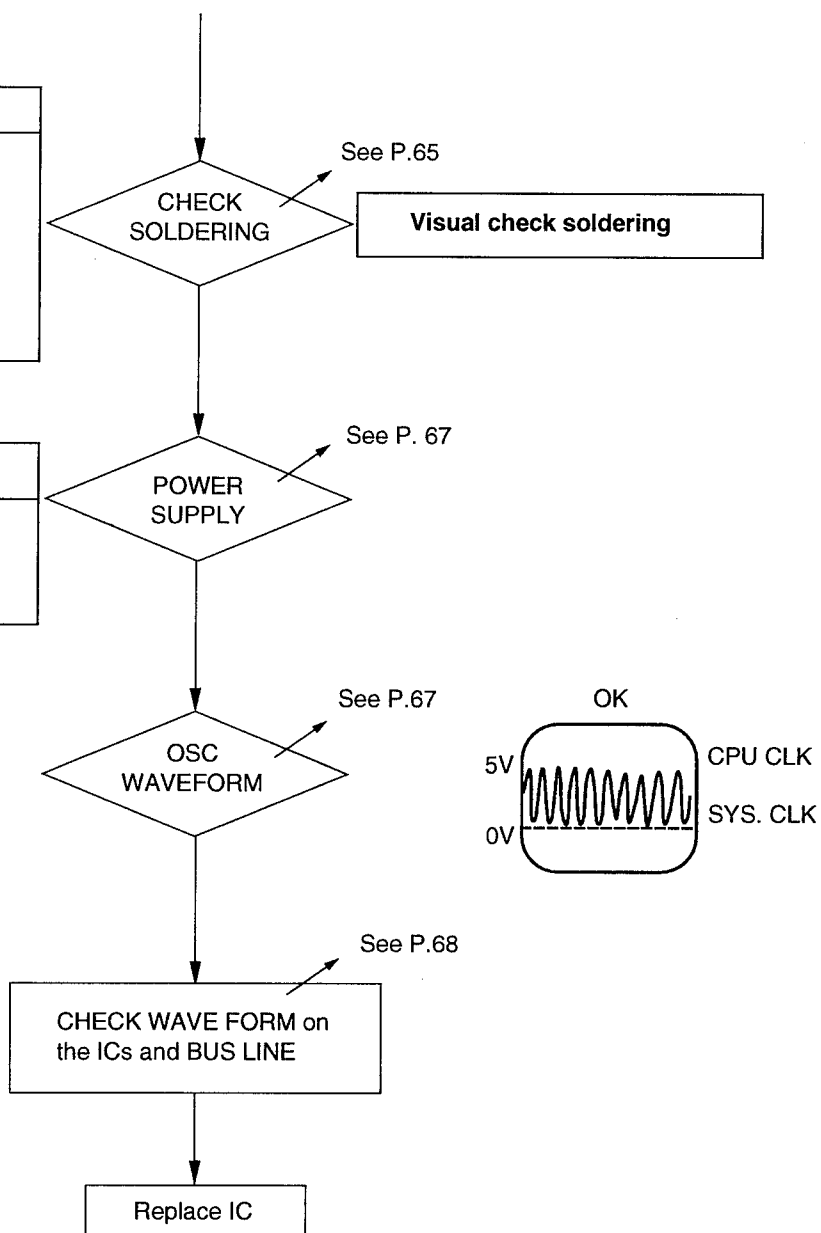 See P.65
CHECK
SOLDERING
Visual check soldering
See P. 67
POWER
SUPPLY
See P.67
OSC
WAVEFORM
OK
5V
CPU CLK
SYS. CLK
0V
See P.68
CHECK WAVE FORM on
the ICs and BUS LINE
Replace IC